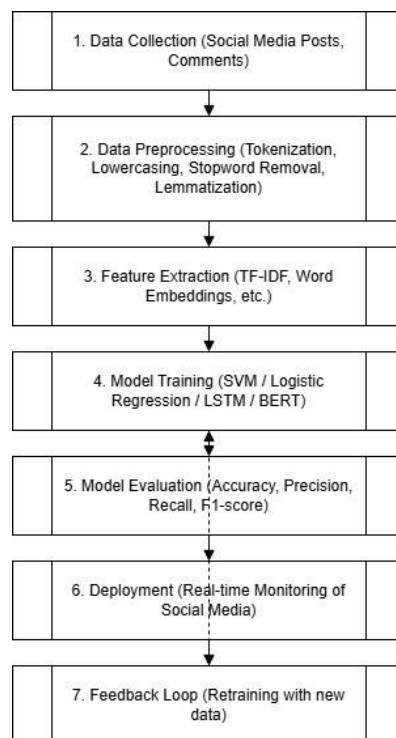 1. Data Collection (Social Media Posts,
Comments)
2. Data Preprocessing (Tokenization,
Lowercasing, Stopword Removal,
Lemmatization)
3. Feature Extraction (TF-IDF, Word
Embeddings, etc.)
4. Model Training (SVM / Logistic
Regression / LSTM / BERT)
5. Model Evaluation (Accuracy, Precision,
Recall, F1-score)
6. Deployment (Real-time Monitoring of
Social Media)
7. Feedback Loop (Retraining with new
data)